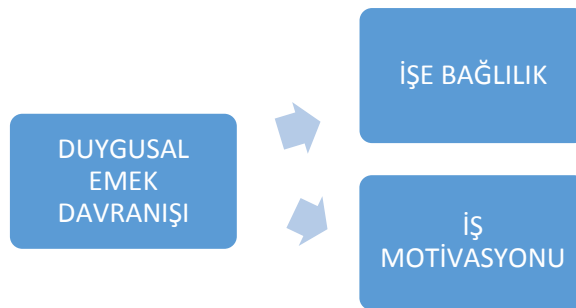 DUYGUSAL
EMEK
DAVRANIŞI
İŞE BAĞLILIK
İŞ
MOTİVASYONU